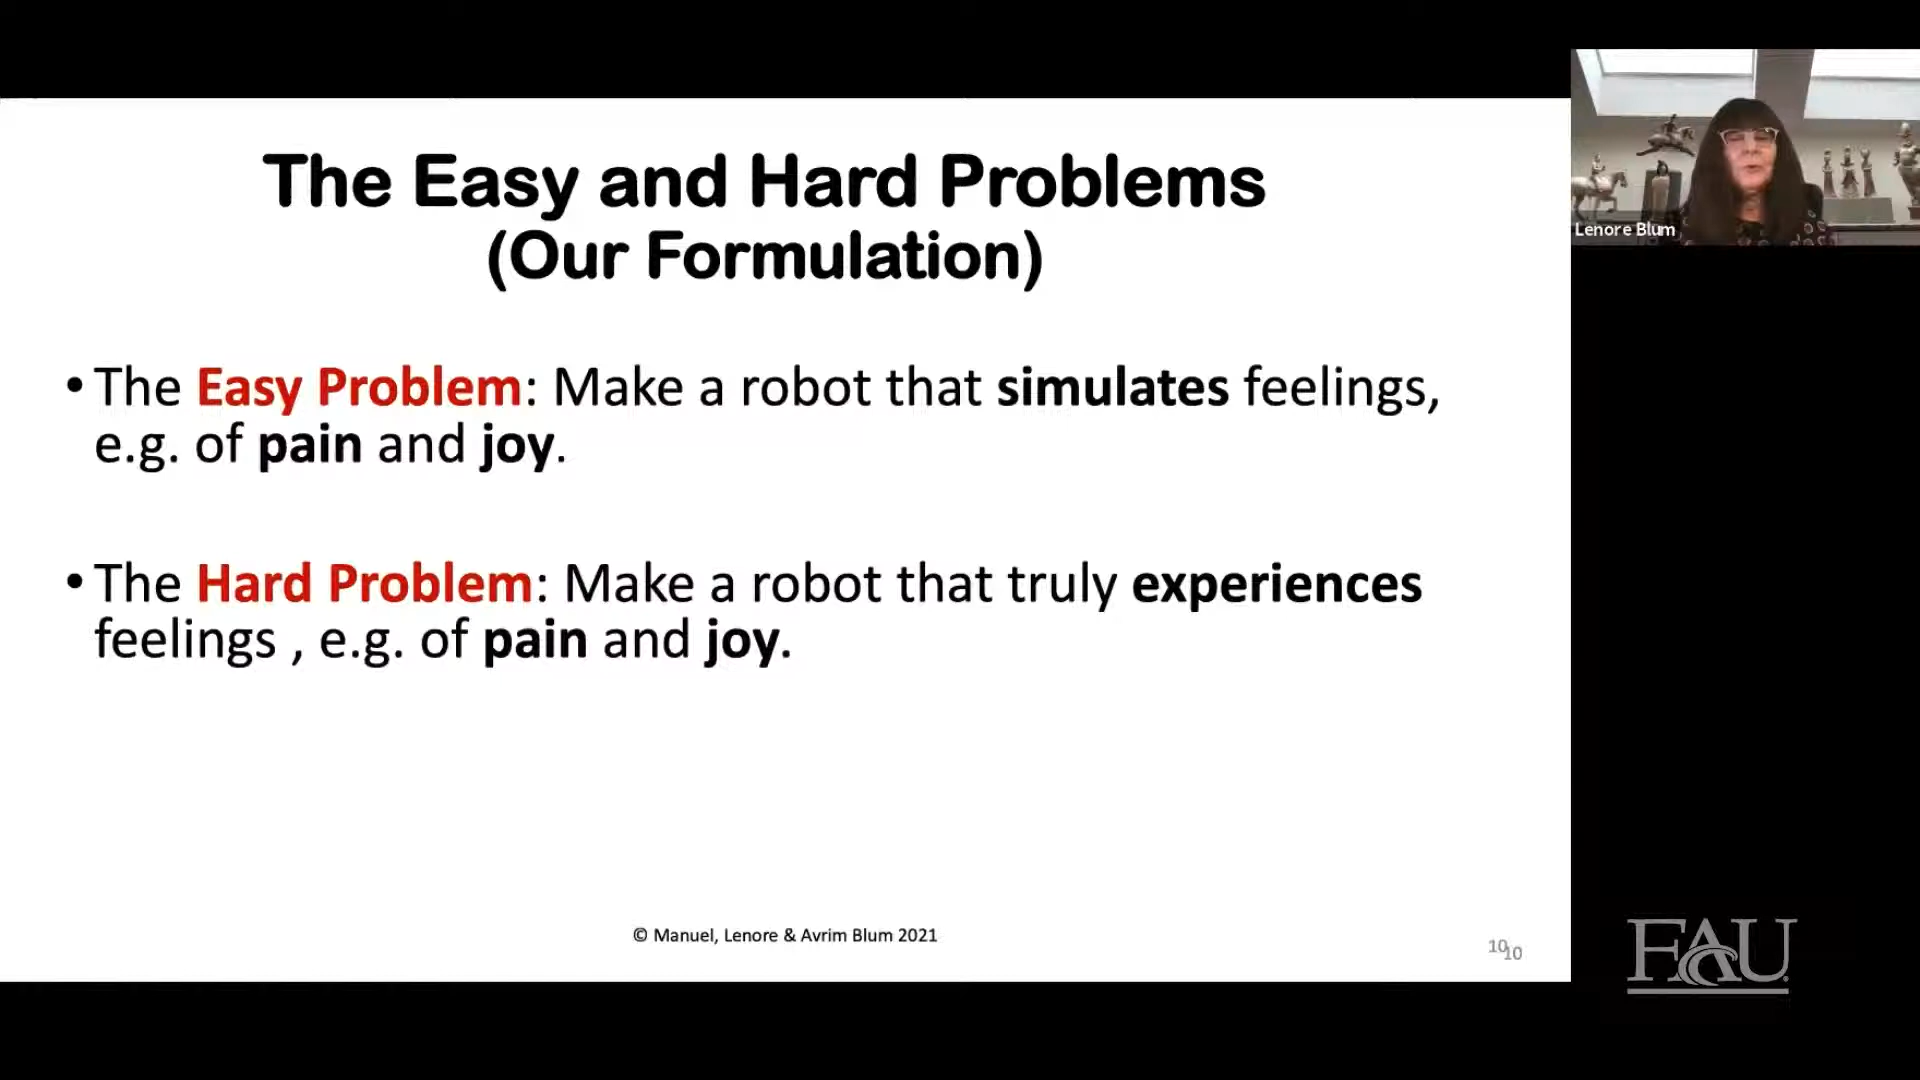 The Easy and Hard Problems
(Our Formulation)
• The Easy Problem: Make a robot that simulates feelings,
e.g. of pain and joy.
• The Hard Problem: Make a robot that truly experiences
feelings , e.g. of pain and joy.
© Manuel, Lenore & Avrim Blum 2021
10
10
Lenore Blum
FAU